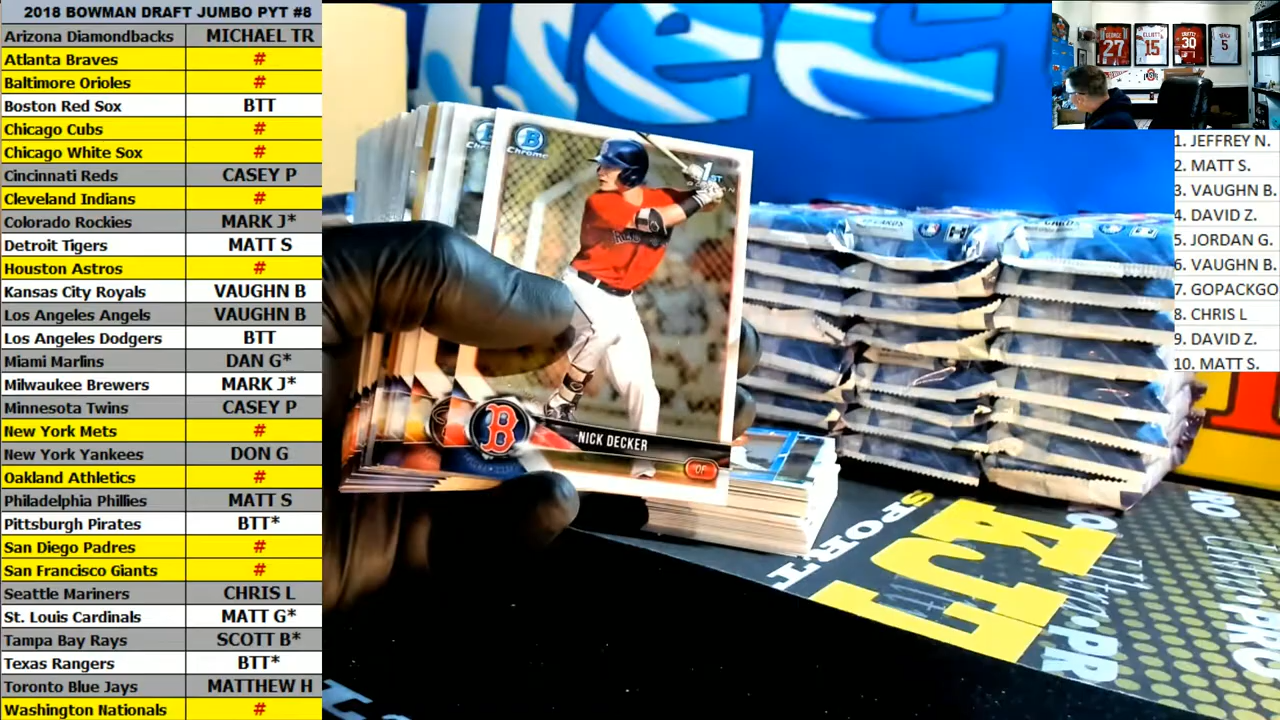 2018 BOWMAN DRAFT JUMBO PYT #8
Arizona Diamondbacks MICHAEL TR
Atlanta Braves #
Baltimore Orioles #
Boston Red Sox BTT
Chicago Cubs #
Chicago White Sox #
Cincinnati Reds CASEY P
Cleveland Indians #
Colorado Rockies MARK J*
Detroit Tigers MATT S
Houston Astros #
Kansas City Royals VAUGHN B
Los Angeles Angels VAUGHN B
Los Angeles Dodgers BTT
Miami Marlins DAN G*
Milwaukee Brewers MARK J*
Minnesota Twins CASEY P
New York Mets #
New York Yankees DON G
Oakland Athletics #
Philadelphia Phillies MATT S
Pittsburgh Pirates BTT*
San Diego Padres #
San Francisco Giants #
Seattle Mariners CHRIS L
St. Louis Cardinals MATT G*
Tampa Bay Rays SCOTT B*
Texas Rangers BTT*
Toronto Blue Jays MATTHEW H
Washington Nationals #
B
Chrome
1ST
B
NICK DECKER
OF
CARDS
SPORT
27
15
30
5
1. JEFFREY N.
2. MATT S.
3. VAUGHN B.
4. DAVID Z.
5. JORDAN G.
6. VAUGHN B.
7. GOPACKGO
8. CHRIS L
9. DAVID Z.
10. MATT S.